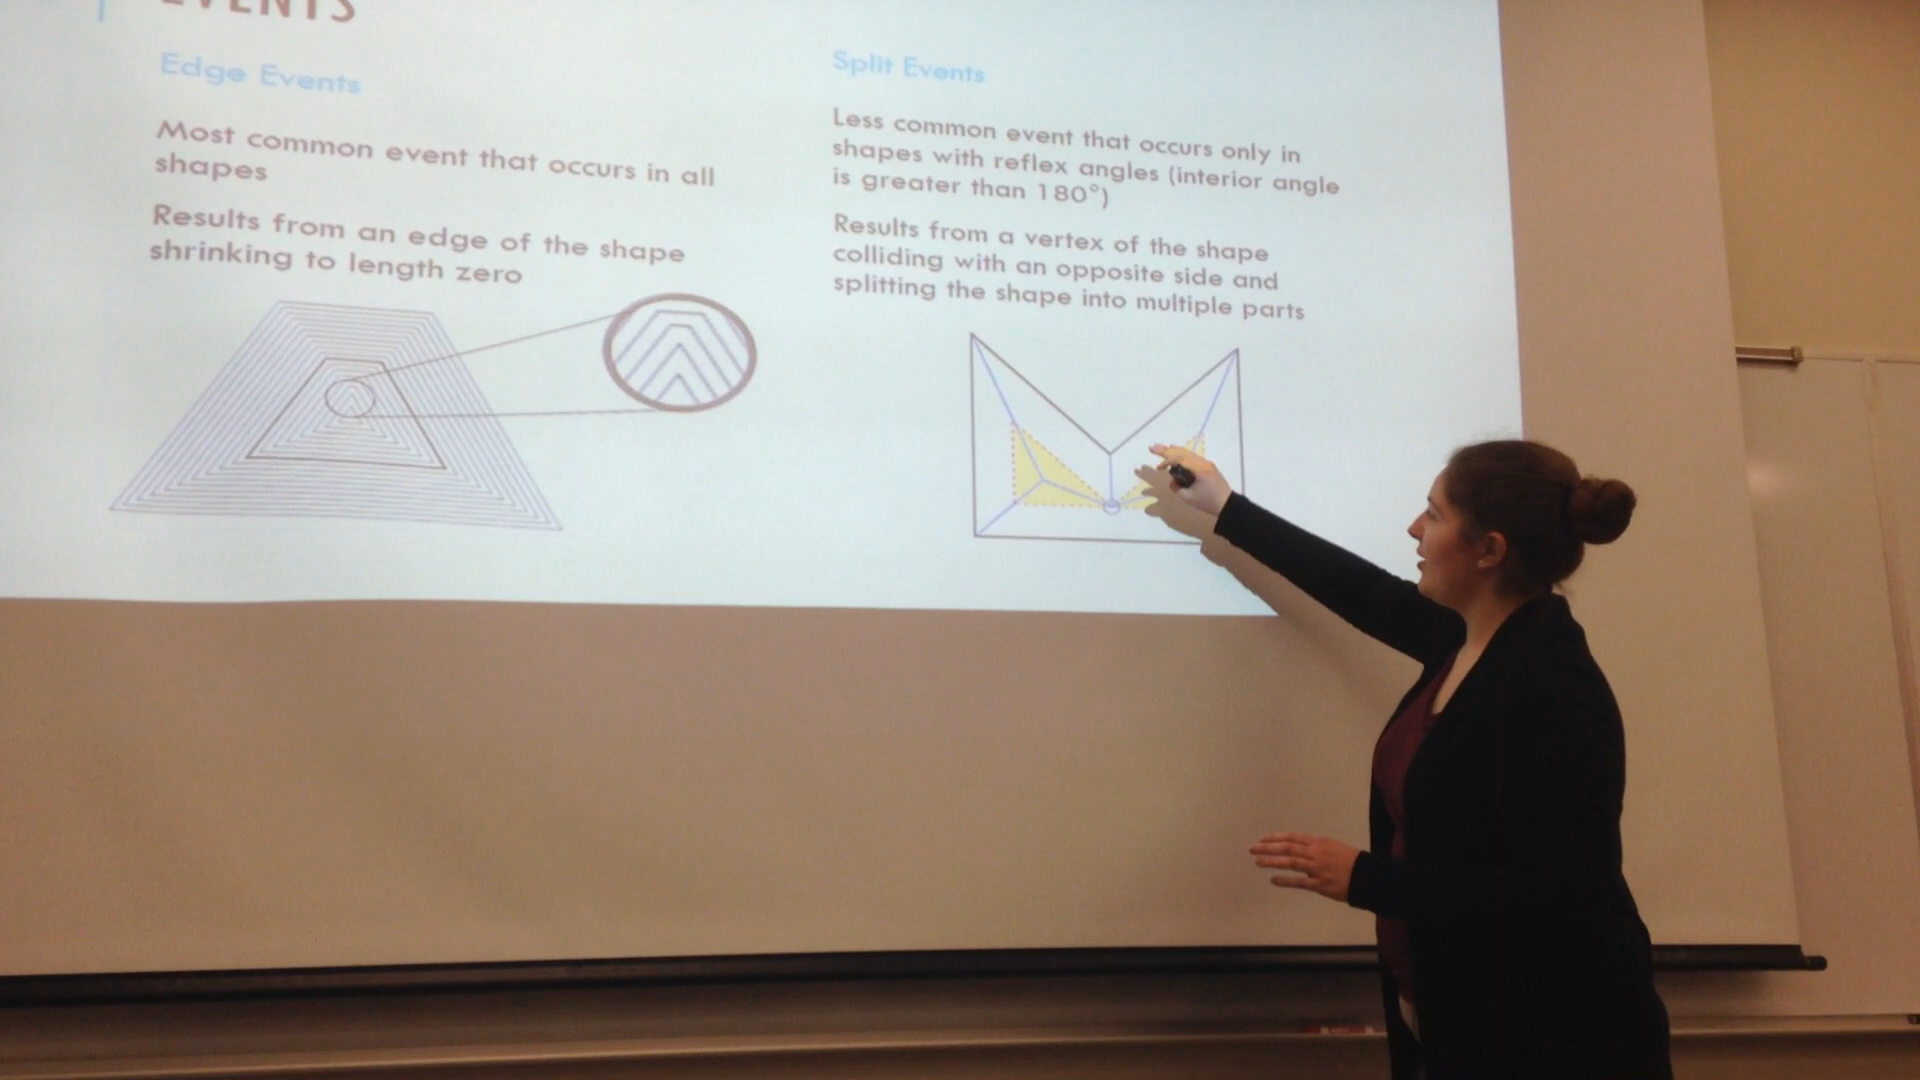 EVENTS
Edge Events
Most common event that occurs in all
shapes
Results from an edge of the shape
shrinking to length zero
Split Events
Less common event that occurs only in
shapes with reflex angles (interior angle
is greater than 180°)
Results from a vertex of the shape
colliding with an opposite side and
splitting the shape into multiple parts